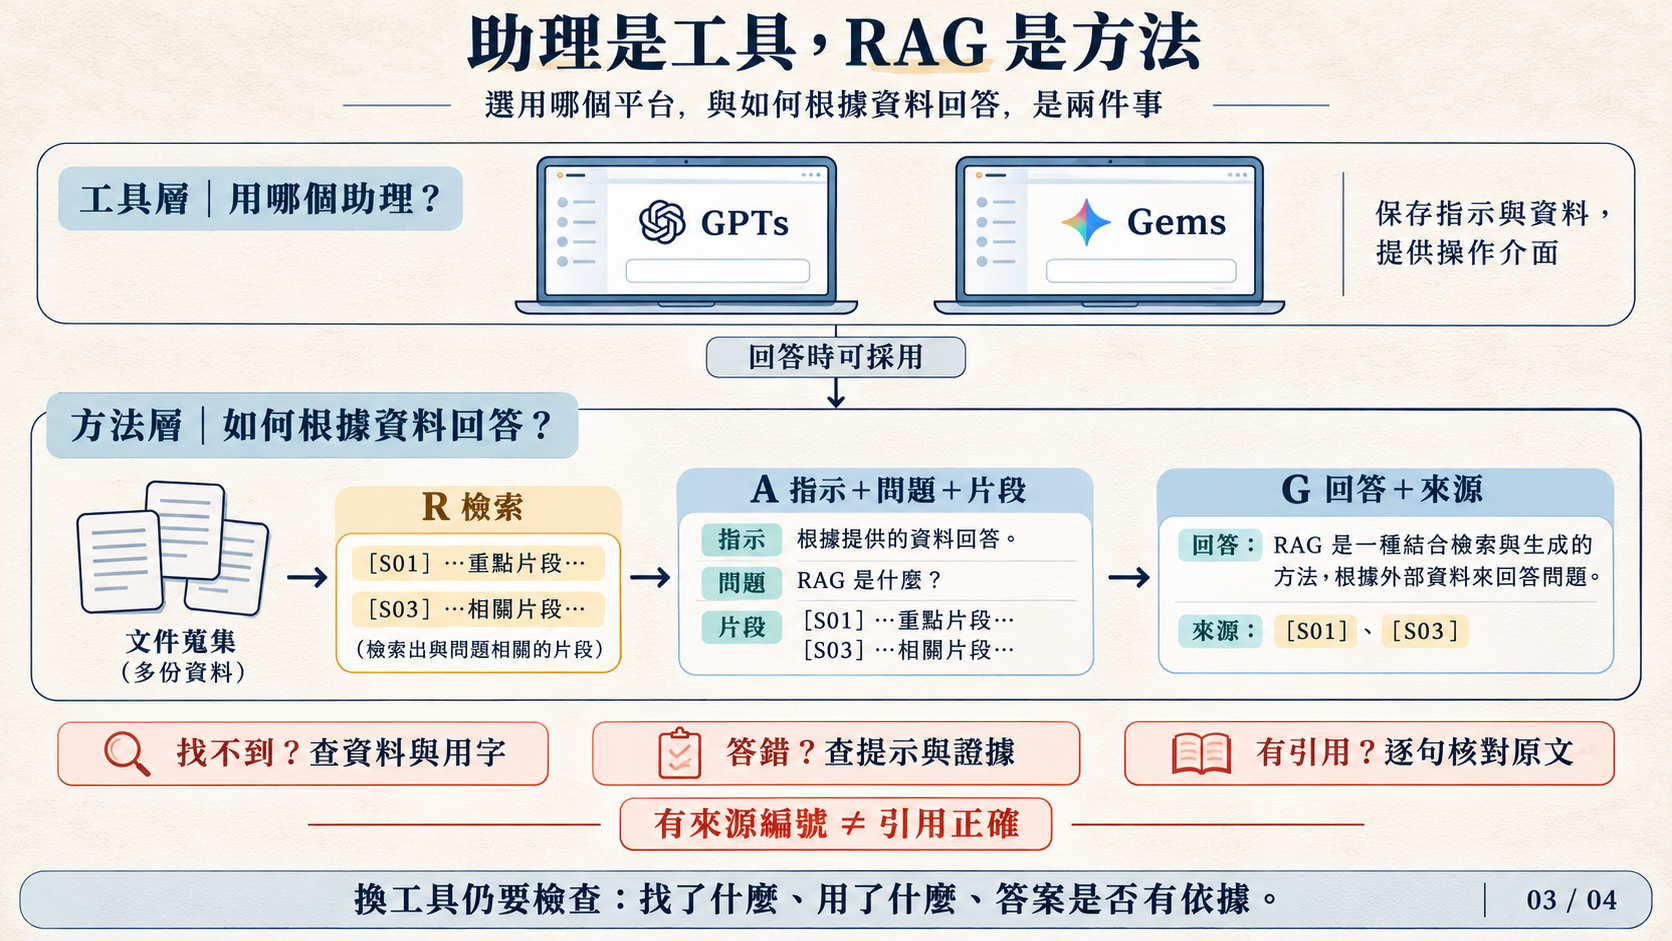 助理是工具，RAG 是方法
選用哪個平台，與如何根據資料回答，是兩件事
工具層｜用哪個助理？
GPTs
Gems
保存指示與資料，
提供操作介面
回答時可採用
方法層｜如何根據資料回答？
文件蒐集
（多份資料）
R 檢索
［S01］…重點片段…
［S03］…相關片段…
（檢索出與問題相關的片段）
A 指示＋問題＋片段
指示 根據提供的資料回答。
問題 RAG 是什麼？
片段 ［S01］…重點片段…
［S03］…相關片段…
G 回答＋來源
回答： RAG 是一種結合檢索與生成的
方法，根據外部資料來回答問題。
來源： ［S01］、［S03］
找不到？查資料與用字
答錯？查提示與證據
有引用？逐句核對原文
有來源編號 ≠ 引用正確
換工具仍要檢查：找了什麼、用了什麼、答案是否有依據。
03 / 04